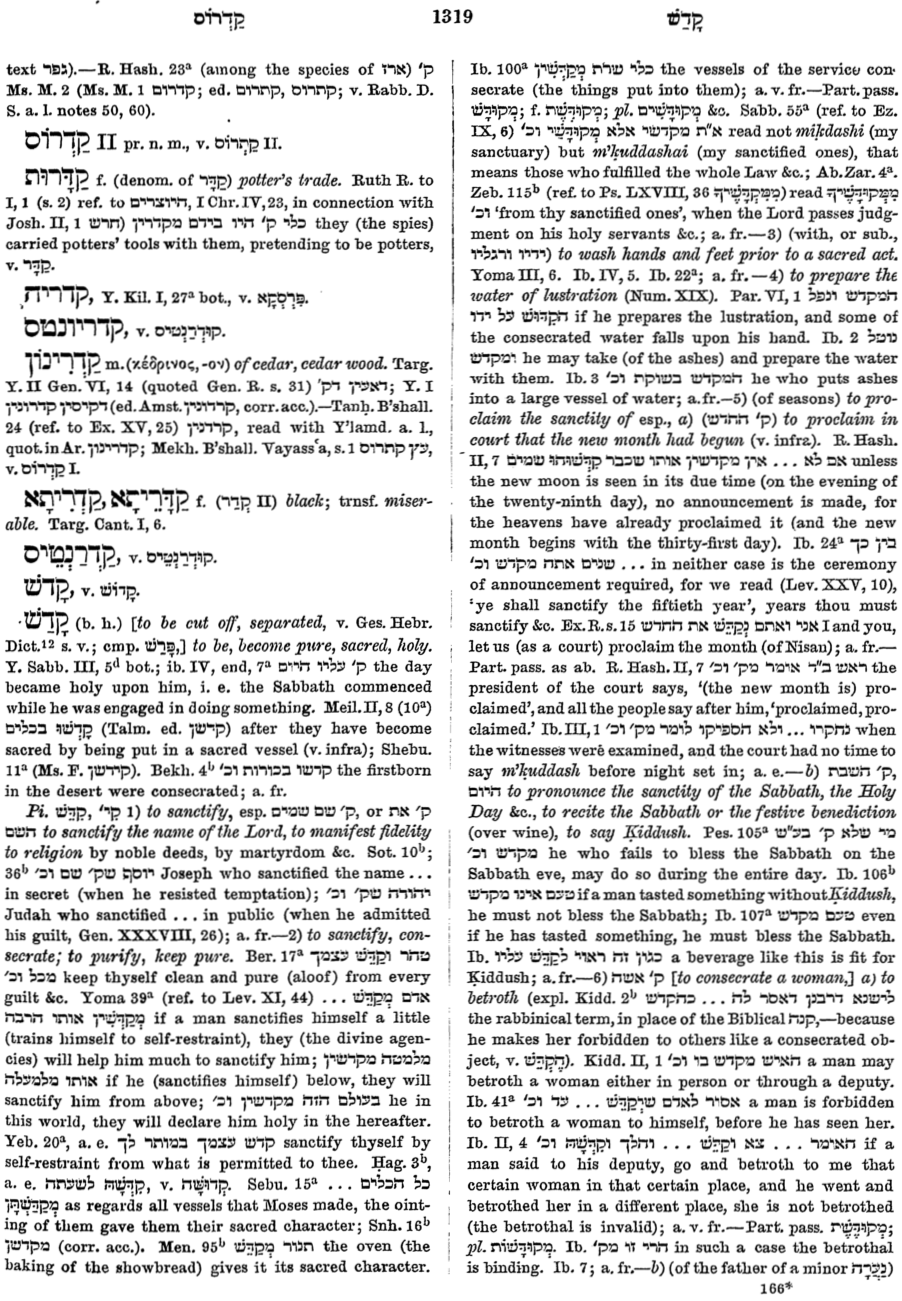 קַדְרוֹס
1319
קָדַשׁ
text גפר).—R. Hash. 23ª (among the species of ארז) ק'
Ms. M. 2 (Ms. M. 1 קדרום; ed. קתרוס, קתרום; v. Rabb. D.
S. a. l. notes 50, 60).
קַדְרוֹס II pr. n. m., v. קַתְרוֹס II.
קַדָּרוּת f. (denom. of קַדָּר) potter's trade. Ruth R. to
I, 1 (s. 2) ref. to היוצרים, I Chr. IV, 23, in connection with
Josh. II, 1 חרש) כלי ק' היו בידם מקדריין) they (the spies)
carried potters' tools with them, pretending to be potters,
v. קַדָּר.
קדריה, Y. Kil. I, 27ª bot., v. פַּרְסְקָא.
קדריונטס, v. קוּדְרַנְטִיס.
קַדְרִינוֹן m. (κέδρινος, -ον) of cedar, cedar wood. Targ.
Y. II Gen. VI, 14 (quoted Gen. R. s. 31) דאעין דק'; Y. I
דקיסין קדרונין (ed. Amst. קרדונין, corr. acc.).—Tanḥ. B'shall.
24 (ref. to Ex. XV, 25) קרדנין, read with Y'lamd. a. l.,
quot. in Ar. קדרינון; Mekh. B'shall. Vayassʿa, s. 1 עץ קתרוס,
v. קַדְרוֹס I.
קַדָּרֵיתָא, קַדְרִיתָא f. (קָדַר II) black; trnsf. miser-
able. Targ. Cant. I, 6.
קַדְרַנְטֵיס, v. קוּדְרַנְטֵיס.
קָדֹשׁ, v. קָדוֹשׁ.
קָדַשׁ (b. h.) [to be cut off, separated, v. Ges. Hebr.
Dict.12 s. v.; cmp. פָּרַשׁ,] to be, become pure, sacred, holy.
Y. Sabb. III, 5d bot.; ib. IV, end, 7ª ק' עליו היום the day
became holy upon him, i. e. the Sabbath commenced
while he was engaged in doing something. Meil. II, 8 (10ª)
קָדְשׁוּ בכלים (Talm. ed. קידשן) after they have become
sacred by being put in a sacred vessel (v. infra); Shebu.
11ª (Ms. F. קידשן). Bekh. 4b קדשו בכורות וכ' the firstborn
in the desert were consecrated; a. fr.
Pi. קִדֵּשׁ, קי' 1) to sanctify, esp. ק' שם שמים, or ק' את
השם to sanctify the name of the Lord, to manifest fidelity
to religion by noble deeds, by martyrdom &c. Sot. 10b;
36b יוסף שק' שם וכ' Joseph who sanctified the name . . .
in secret (when he resisted temptation); יהודה שק' וכ'
Judah who sanctified . . . in public (when he admitted
his guilt, Gen. XXXVIII, 26); a. fr.—2) to sanctify, con-
secrate; to purify, keep pure. Ber. 17ª טהר וקַדֵּשׁ עצמך
מכל וכ' keep thyself clean and pure (aloof) from every
guilt &c. Yoma 39ª (ref. to Lev. XI, 44) אדם מְקַדֵּשׁ . . .
מְקַדְּשִׁין אותו הרבה if a man sanctifies himself a little
(trains himself to self-restraint), they (the divine agen-
cies) will help him much to sanctify him; מלמטה מקדשין
אותו מלמעלה if he (sanctifies himself) below, they will
sanctify him from above; בעולם הזה מקדשין וכ' he in
this world, they will declare him holy in the hereafter.
Yeb. 20ª, a. e. קדש עצמך במותר לך sanctify thyself by
self-restraint from what is permitted to thee. Ḥag. 3b,
a. e. קִדְּשָׁהּ לשעתה, v. קְדוּשָּׁה. Sebu. 15ª כל הכלים . . .
מְקַדְּשָׁתָּן as regards all vessels that Moses made, the oint-
ing of them gave them their sacred character; Snh. 16b
מקדשן (corr. acc.). Men. 95b תנור מְקַדֵּשׁ the oven (the
baking of the showbread) gives it its sacred character.
Ib. 100ª כלי שרת מְקַדְּשִׁין the vessels of the service con-
secrate (the things put into them); a. v. fr.—Part. pass.
מְקוּדָּשׁ; f. מְקוּדֶּשֶׁת; pl. מְקוּדָּשִׁים &c. Sabb. 55ª (ref. to Ez.
IX, 6) א"ת מקדשי אלא מְקוּדָּשַׁי וכ' read not miḳdashi (my
sanctuary) but m'ḳuddashai (my sanctified ones), that
means those who fulfilled the whole Law &c.; Ab. Zar. 4ª.
Zeb. 115b (ref. to Ps. LXVIII, 36 מִמִּקְדָּשֶׁיךָ) read מִמְּקוּדָּשֶׁיךָ
וכ' 'from thy sanctified ones', when the Lord passes judg-
ment on his holy servants &c.; a. fr.—3) (with, or sub.,
ידיו ורגליו) to wash hands and feet prior to a sacred act.
Yoma III, 6. Ib. IV, 5. Ib. 22ª; a. fr.—4) to prepare the
water of lustration (Num. XIX). Par. VI, 1 המקדש ונפל
הקִדּוּשׁ על ידו if he prepares the lustration, and some of
the consecrated water falls upon his hand. Ib. 2 נוטל
ומקדש he may take (of the ashes) and prepare the water
with them. Ib. 3 המקדש בשוקת וכ' he who puts ashes
into a large vessel of water; a. fr.—5) (of seasons) to pro-
claim the sanctity of esp., a) (ק' החדש) to proclaim in
court that the new month had begun (v. infra). R. Hash.
II, 7 אם לא . . . אין מקדשין אותו שכבר קִדְּשׁוּהוּ שמים unless
the new moon is seen in its due time (on the evening of
the twenty-ninth day), no announcement is made, for
the heavens have already proclaimed it (and the new
month begins with the thirty-first day). Ib. 24ª בין כך
שנים אתה מקדש וכ' . . . in neither case is the ceremony
of announcement required, for we read (Lev. XXV, 10),
'ye shall sanctify the fiftieth year', years thou must
sanctify &c. Ex. R. s. 15 אני ואתם נְקַדֵּשׁ את החדש I and you,
let us (as a court) proclaim the month (of Nisan); a. fr.—
Part. pass. as ab. R. Hash. II, 7 ראש ב"ד אומר מק' וכ' the
president of the court says, '(the new month is) pro-
claimed', and all the people say after him, 'proclaimed, pro-
claimed.' Ib. III, 1 נחקרו . . . ולא הספיקו לומר מק' וכ' when
the witnesses were examined, and the court had no time to
say m'ḳuddash before night set in; a. e.—b) ק' השבת,
היום to pronounce the sanctity of the Sabbath, the Holy
Day &c., to recite the Sabbath or the festive benediction
(over wine), to say Ḳiddush. Pes. 105ª מי שלא ק' בע"ש
מקדש וכ' he who fails to bless the Sabbath on the
Sabbath eve, may do so during the entire day. Ib. 106b
טעם אינו מקדש if a man tasted something without Ḳiddush,
he must not bless the Sabbath; Ib. 107ª טעם מקדש even
if he has tasted something, he must bless the Sabbath.
Ib. כגון זה ראוי לקַדֵּשׁ עליו a beverage like this is fit for
Ḳiddush; a. fr.—6) ק' אשה [to consecrate a woman,] a) to
betroth (expl. Kidd. 2b לישנא דרבנן דאסר לה . . . כהקדש
the rabbinical term, in place of the Biblical קנה,—because
he makes her forbidden to others like a consecrated ob-
ject, v. הֶקְדֵּשׁ). Kidd. II, 1 האיש מקדש בו וכ' a man may
betroth a woman either in person or through a deputy.
Ib. 41ª אסור לאדם שיְקַדֵּשׁ . . . עד וכ' a man is forbidden
to betroth a woman to himself, before he has seen her.
Ib. II, 4 האומר . . . צא וקַדֵּשׁ . . . והלך וקִדְּשָׁהּ וכ' if a
man said to his deputy, go and betroth to me that
certain woman in that certain place, and he went and
betrothed her in a different place, she is not betrothed
(the betrothal is invalid); a. v. fr.—Part. pass. מְקוּדֶּשֶׁת;
pl. מְקוּדָּשׁוֹת. Ib. הרי זו מק' in such a case the betrothal
is binding. Ib. 7; a. fr.—b) (of the father of a minor נַעֲרָה)
166*